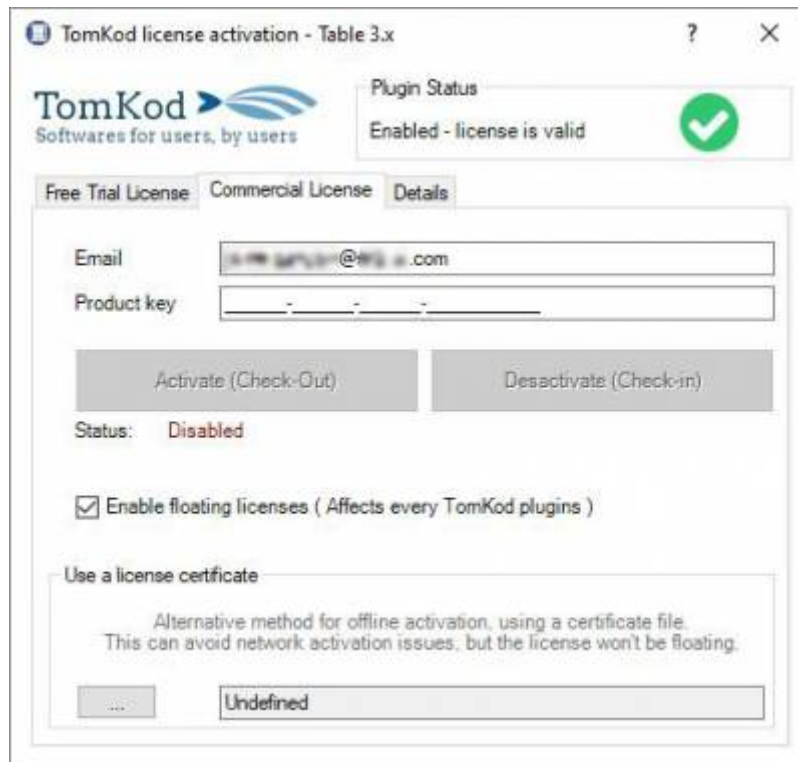 TomKod license activation - Table 3.x
?
TomKod
Softwares for users, by users
Plugin Status
Enabled - license is valid
Free Trial License
Commercial License
Details
Email
@
.com
Product key
Activate (Check-Out)
Desactivate (Check-in)
Status:
Disabled
Enable floating licenses ( Affects every TomKod plugins )
Use a license certificate
Alternative method for offline activation, using a certificate file.
This can avoid network activation issues, but the license won't be floating.
...
Undefined